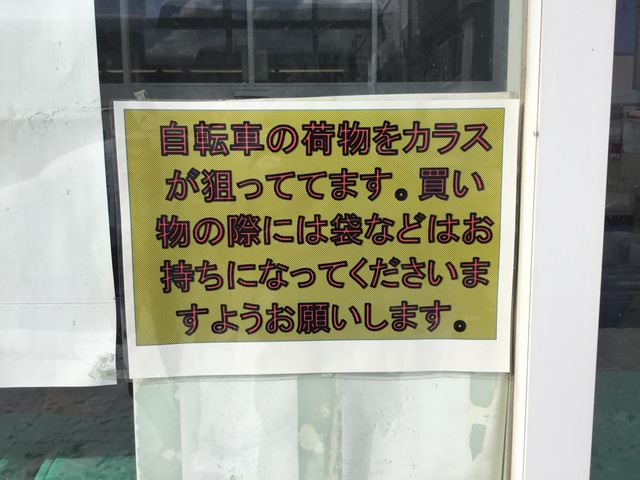 自転車の荷物をカラス
が狙っててます。買い
物の際には袋などはお
持ちになってくださいま
すようお願いします。